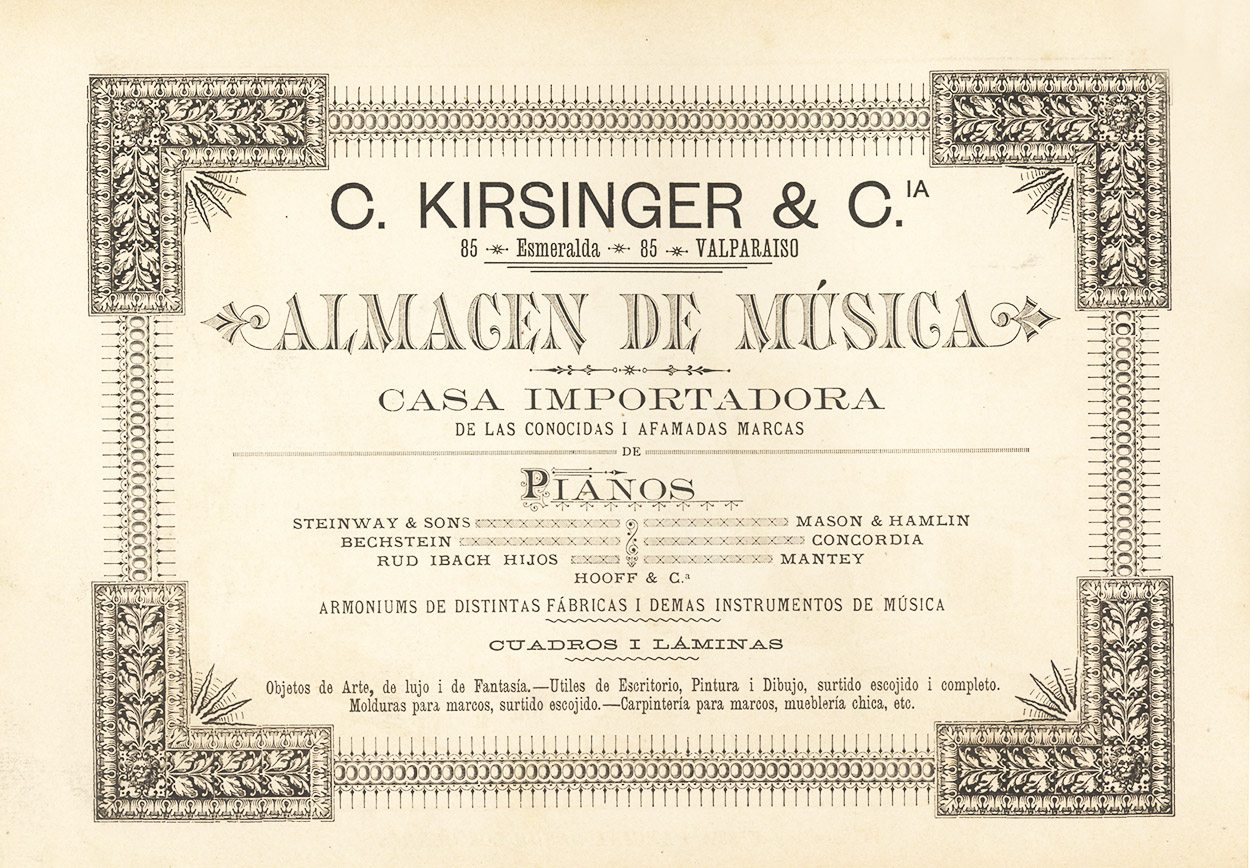 C. KIRSINGER & C.IA
85 Esmeralda 85 VALPARAISO
ALMACEN DE MÚSICA
CASA IMPORTADORA
DE LAS CONOCIDAS I AFAMADAS MARCAS
DE
PIANOS
STEINWAY & SONS MASON & HAMLIN
BECHSTEIN CONCORDIA
RUD IBACH HIJOS MANTEY
HOOFF & C.ª
ARMONIUMS DE DISTINTAS FÁBRICAS I DEMAS INSTRUMENTOS DE MÚSICA
CUADROS I LÁMINAS
Objetos de Arte, de lujo i de Fantasía.—Utiles de Escritorio, Pintura i Dibujo, surtido escojido i completo.
Molduras para marcos, surtido escojido.—Carpintería para marcos, mueblería chica, etc.